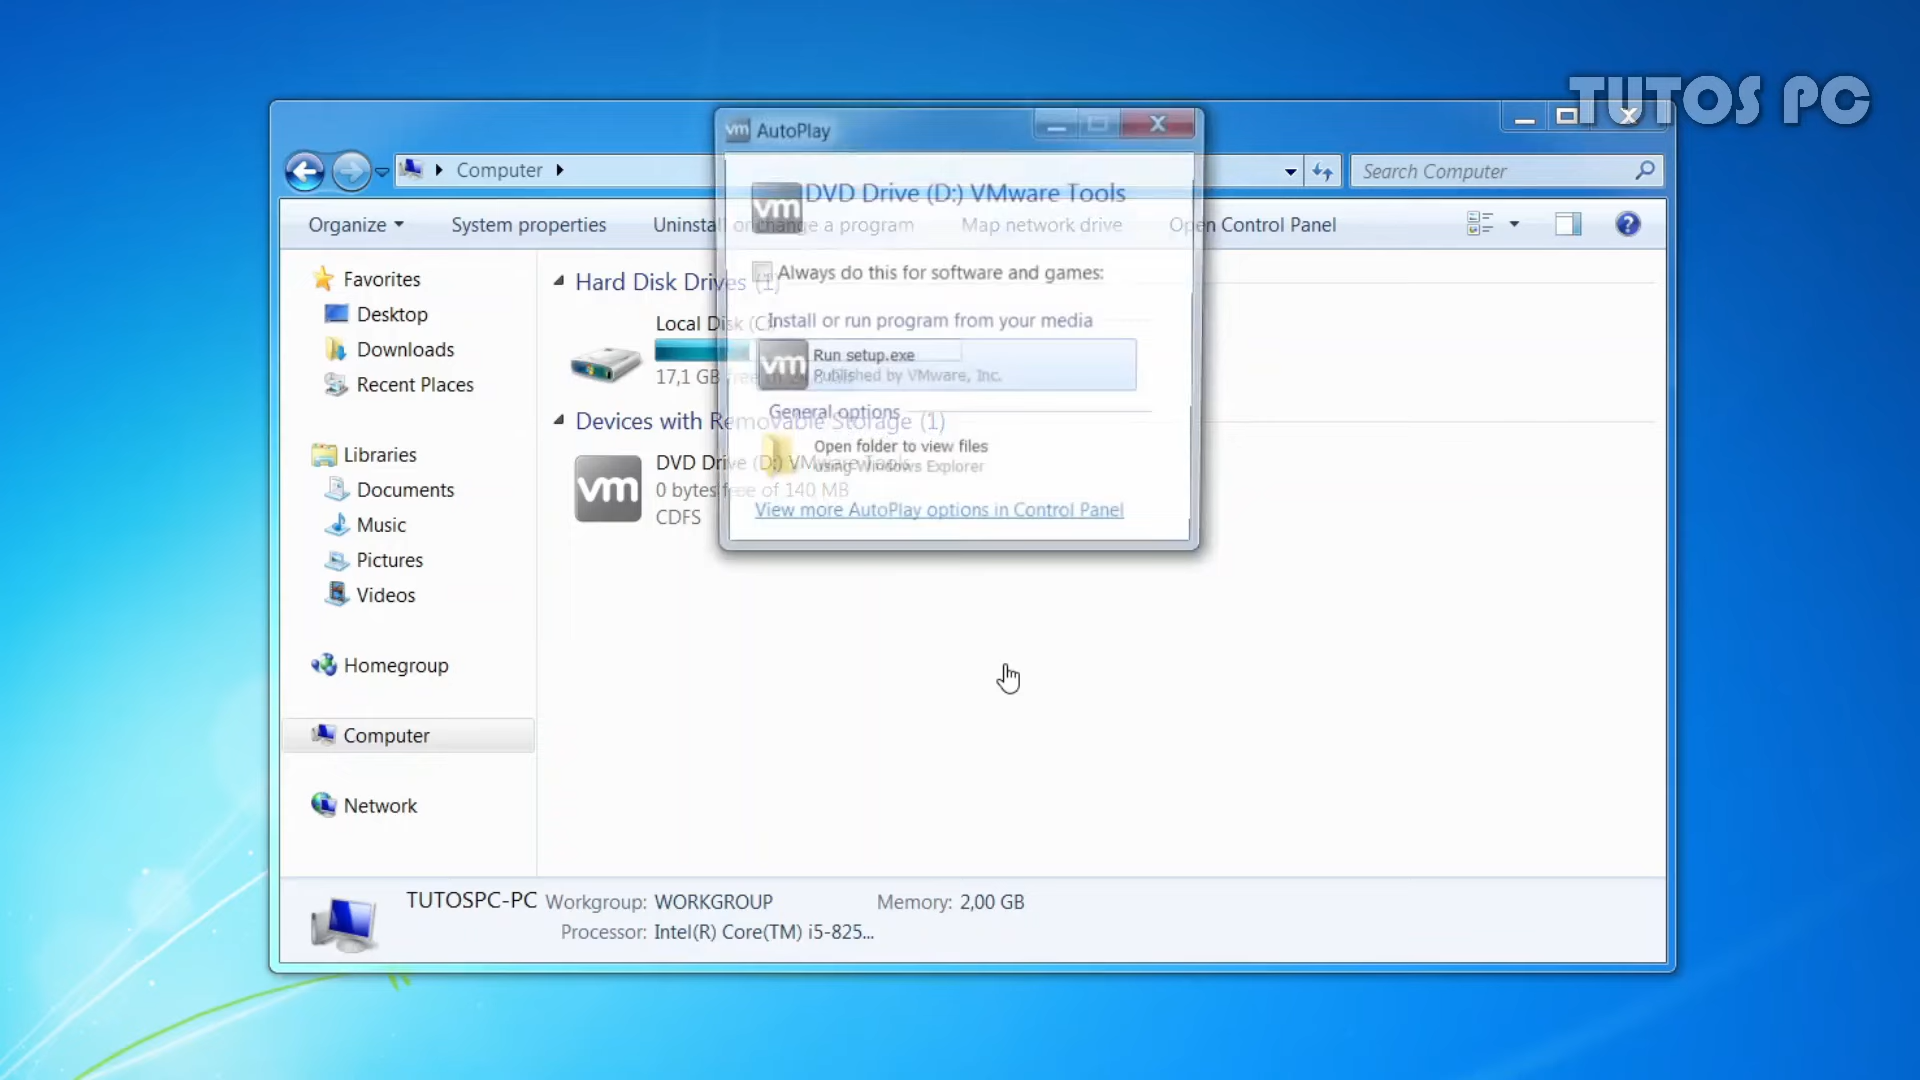 TUTOS PC
vm AutoPlay
Computer
Search Computer
DVD Drive (D:) VMware Tools
vm
Organize
System properties
Uninstall or change a program
Map network drive
Open Control Panel
Always do this for software and games:
Favorites
Desktop
Downloads
Recent Places
Libraries
Documents
Music
Pictures
Videos
Homegroup
Computer
Network
Hard Disk Drives (1)
Local Disk (C:)
17,1 GB free of
Devices with Removable Storage (1)
vm
DVD Drive (D:) VMware Tools
0 bytes free of 140 MB
CDFS
Install or run program from your media
vm
Run setup.exe
Published by VMware, Inc.
General options
Open folder to view files
using Windows Explorer
View more AutoPlay options in Control Panel
TUTOSPC-PC
Workgroup: WORKGROUP
Memory: 2,00 GB
Processor: Intel(R) Core(TM) i5-825...